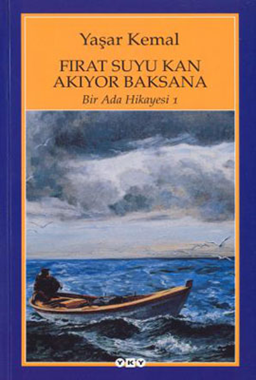 Yaşar Kemal
FIRAT SUYU KAN
AKIYOR BAKSANA
Bir Ada Hikayesi 1
YKY